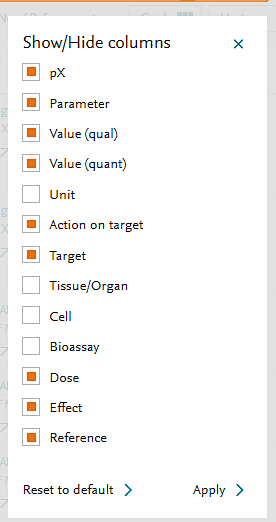 Show/Hide columns
pX
Parameter
Value (qual)
Value (quant)
Unit
Action on target
Target
Tissue/Organ
Cell
Bioassay
Dose
Effect
Reference
Reset to default
Apply